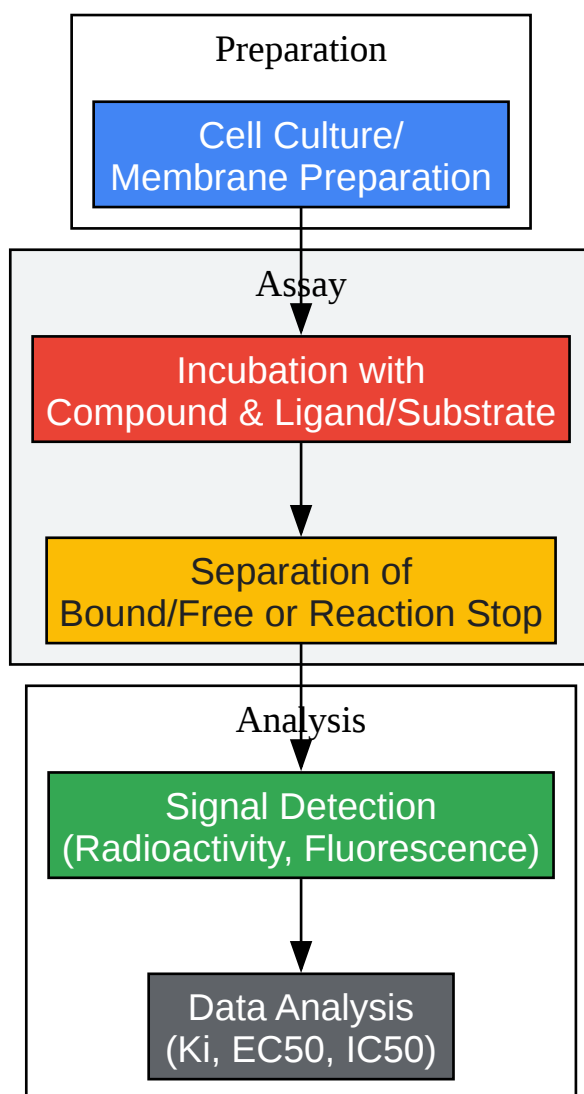 Preparation
Cell Culture/
Membrane Preparation
Assay
Incubation with
Compound & Ligand/Substrate
Separation of
Bound/Free or Reaction Stop
Analysis
Signal Detection
(Radioactivity, Fluorescence)
Data Analysis
(Ki, EC50, IC50)